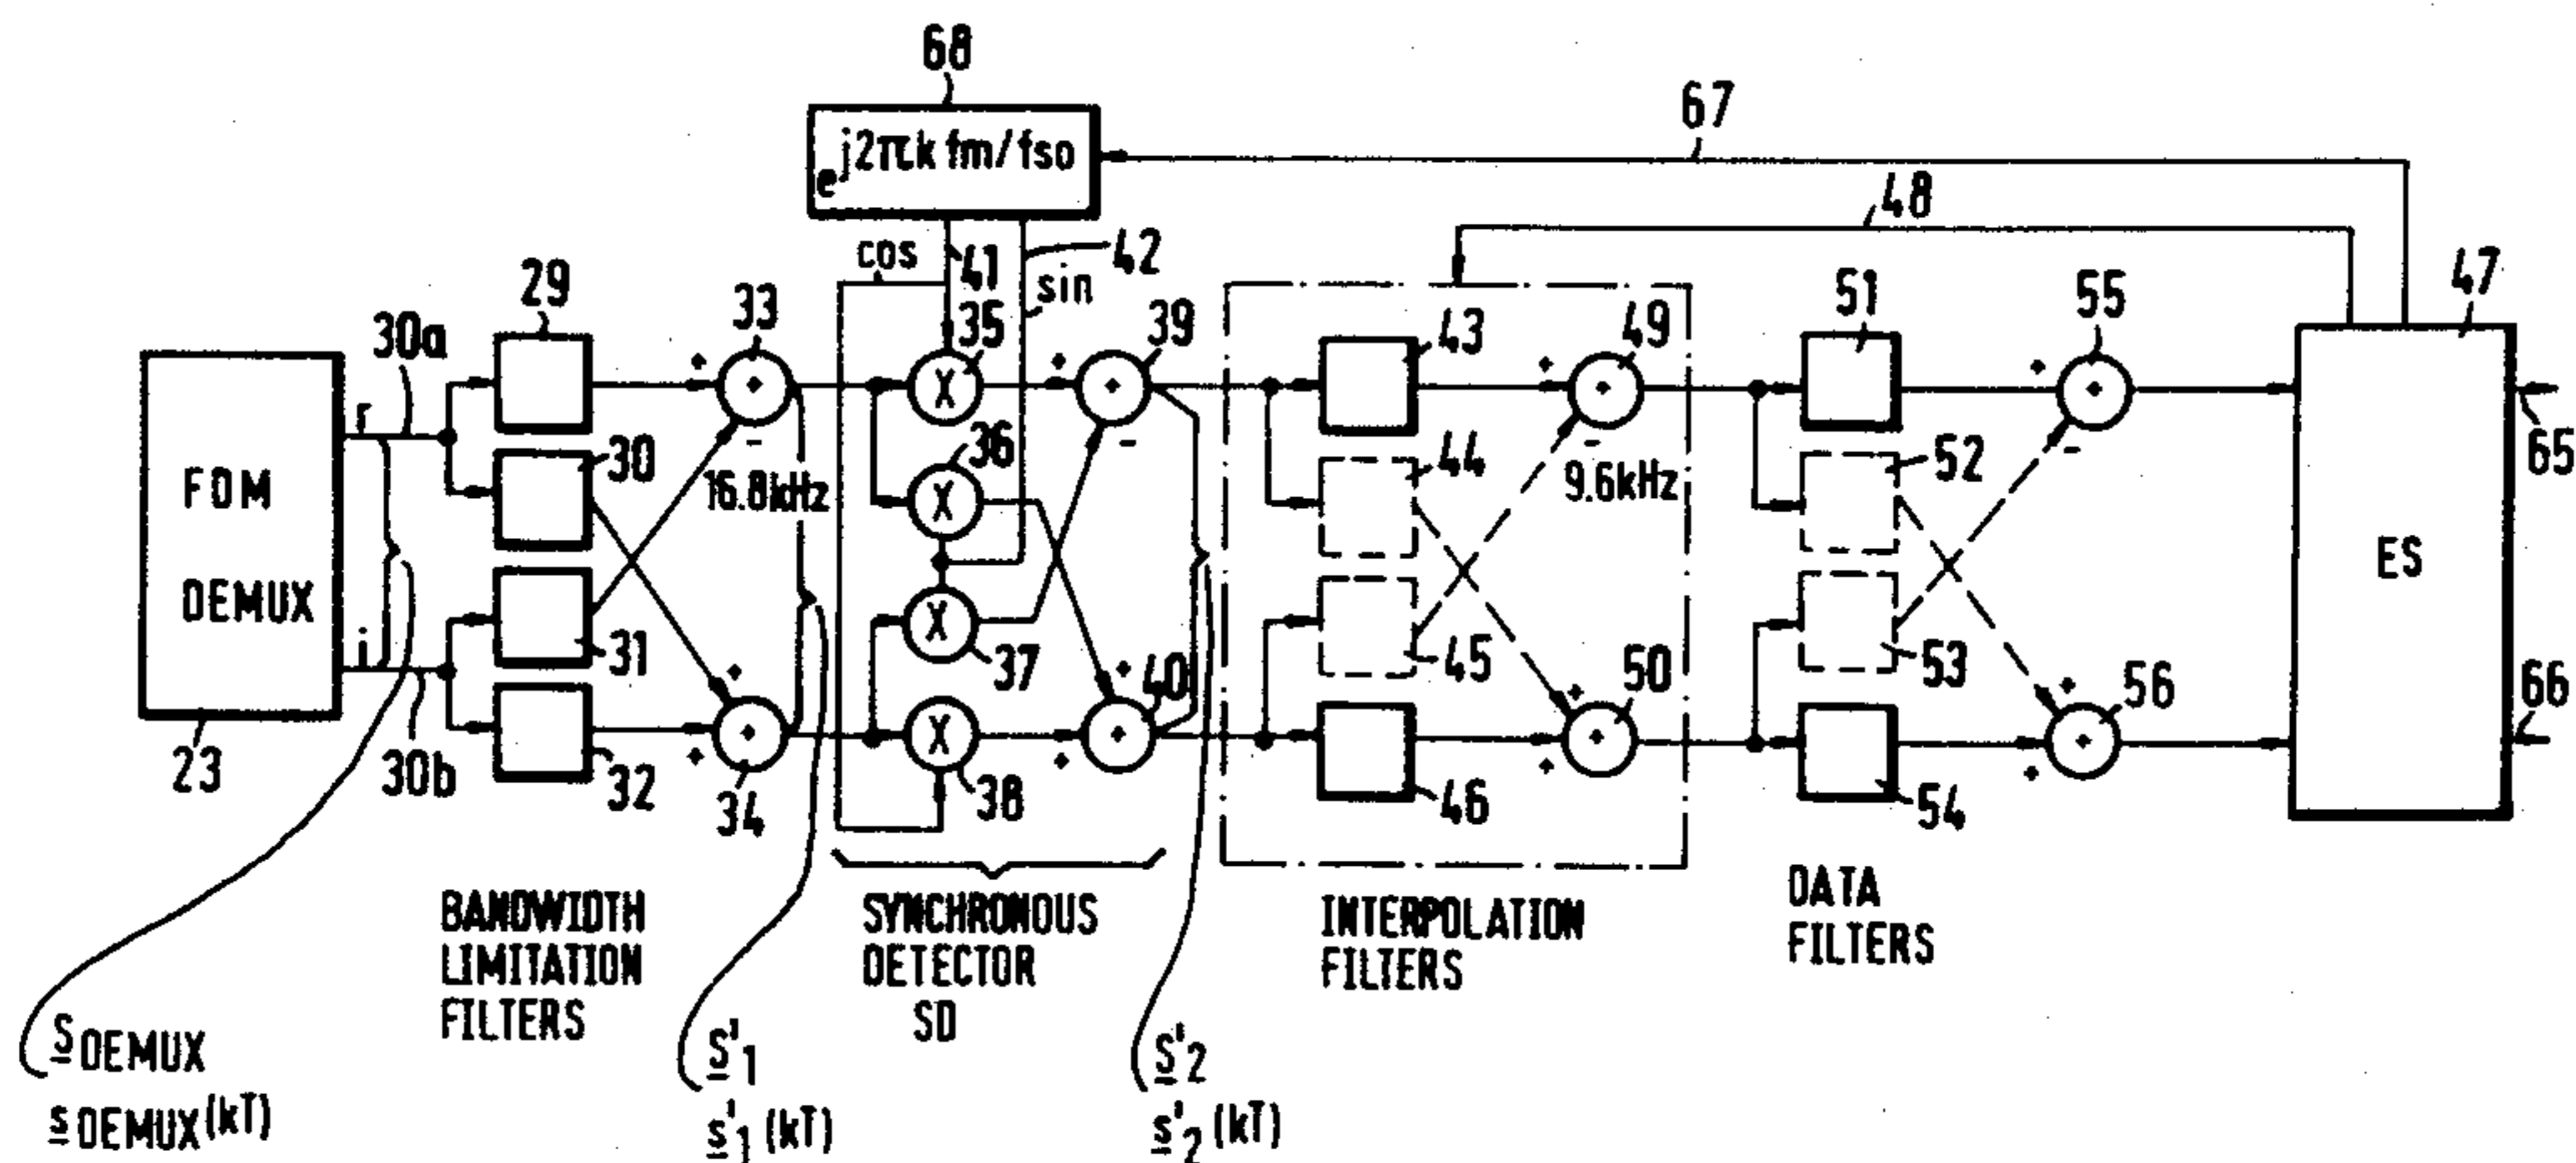 68
e^j2πk fm/fso
67
48
cos
41
42
sin
29
33
35
39
43
49
51
55
47
30a
r
+
+
+
+
+
+
+
+
X
36
44
52
65
FDM
DEMUX
30
-
16.8kHz
X
-
-
9.6kHz
-
ES
i
31
X
37
45
53
50
66
+
+
40
+
+
56
23
30b
32
+
34
+
X
38
+
+
46
+
+
54
+
+
BANDWIDTH
LIMITATION
FILTERS
SYNCHRONOUS
DETECTOR
SD
INTERPOLATION
FILTERS
DATA
FILTERS
S DEMUX
s DEMUX (kT)
S'1
s'1 (kT)
S'2
s'2 (kT)